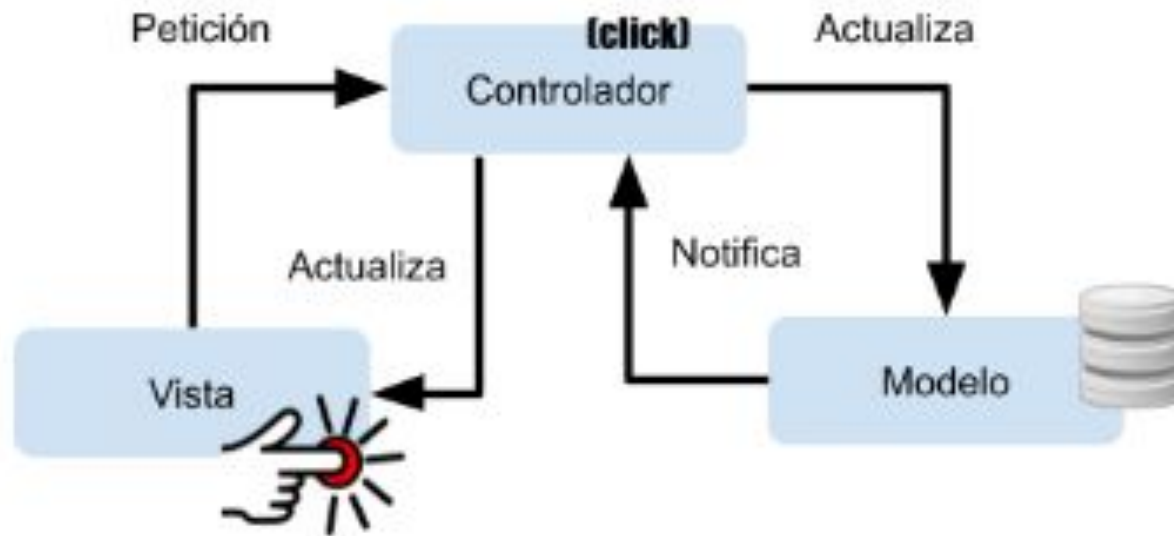 Petición
(click)
Actualiza
Controlador
Actualiza
Notifica
Vista
Modelo